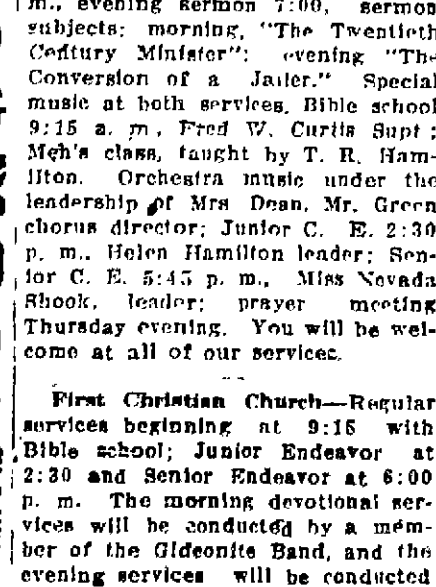 m., evening sermon 7:00, sermon
subjects: morning, "The Twentieth
Century Minister"; evening "The
Conversion of a Jailer." Special
music at both services. Bible school
9:15 a. m., Fred W. Curtis Supt;
Men's class, taught by T. R. Ham-
ilton. Orchestra music under the
leadership of Mrs Dean, Mr. Green
chorus director; Junior C. E. 2:30
p. m., Helen Hamilton leader; Sen-
ior C. E. 5:45 p. m., Miss Nevada
Shook, leader; prayer meeting
Thursday evening. You will be wel-
come at all of our services.
First Christian Church—Regular
services beginning at 9:15 with
Bible school; Junior Endeavor at
2:30 and Senior Endeavor at 6:00
p. m. The morning devotional ser-
vices will be conducted by a mem-
ber of the Gideonite Band, and the
evening services will be conducted